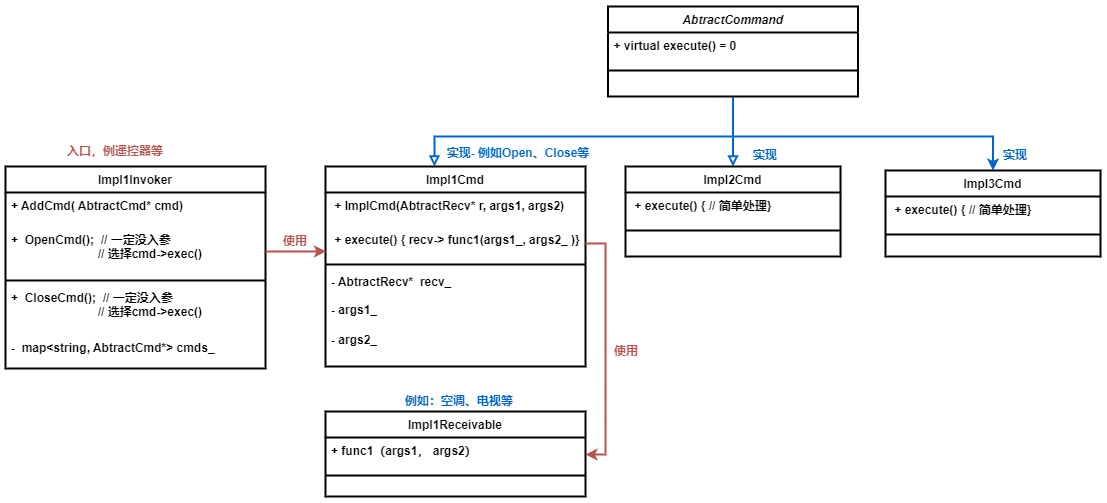 AbtractCommand
+ virtual execute() = 0
入口，例遥控器等
Impl1Invoker
+ AddCmd( AbtractCmd* cmd)
+ OpenCmd(); // 一定没入参
// 选择cmd->exec()
+ CloseCmd(); // 一定没入参
// 选择cmd->exec()
- map<string, AbtractCmd*> cmds_
使用
实现- 例如Open、Close等
Impl1Cmd
+ ImplCmd(AbtractRecv* r, args1, args2)
+ execute() { recv-> func1(args1_, args2_ )}
- AbtractRecv* recv_
- args1_
- args2_
实现
Impl2Cmd
+ execute() { // 简单处理}
实现
Impl3Cmd
+ execute() { // 简单处理}
使用
例如：空调、电视等
Impl1Receivable
+ func1（args1， args2）